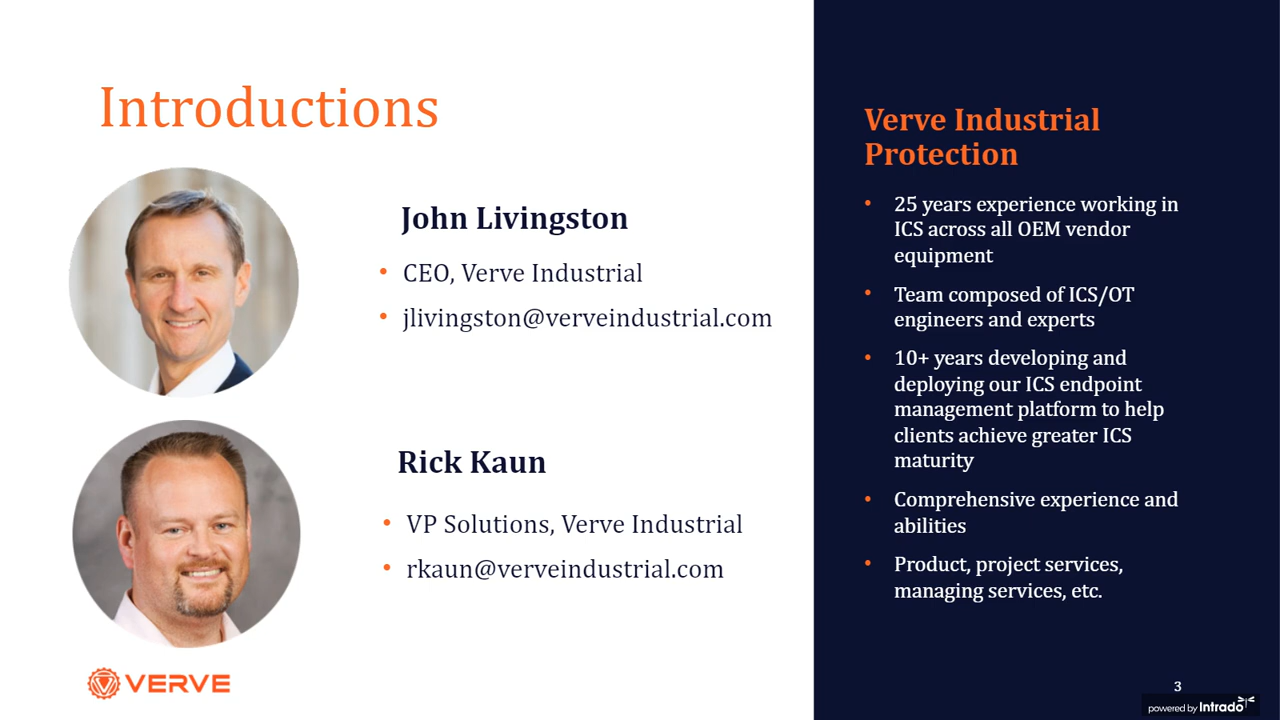 Introductions
John Livingston
• CEO, Verve Industrial
• jlivingston@verveindustrial.com
Rick Kaun
• VP Solutions, Verve Industrial
• rkaun@verveindustrial.com
VERVE
Verve Industrial
Protection
• 25 years experience working in
ICS across all OEM vendor
equipment
• Team composed of ICS/OT
engineers and experts
• 10+ years developing and
deploying our ICS endpoint
management platform to help
clients achieve greater ICS
maturity
• Comprehensive experience and
abilities
• Product, project services,
managing services, etc.
3
powered by Intrado